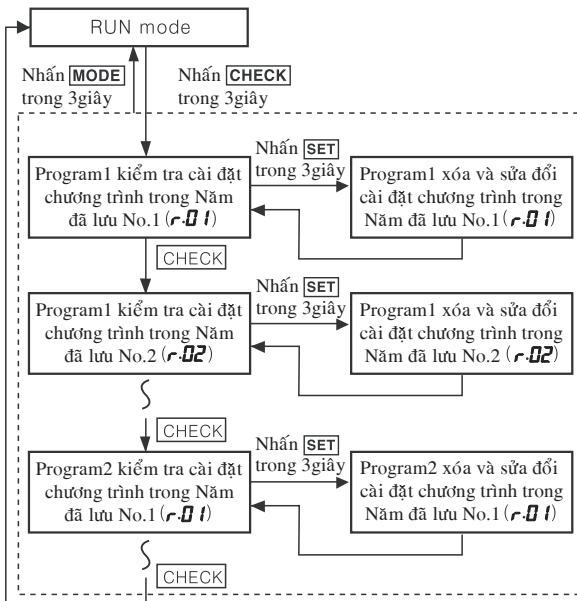 RUN mode
Nhấn MODE
trong 3giây
Nhấn CHECK
trong 3giây
Program1 kiểm tra cài đặt
chương trình trong Năm
đã lưu No.1 (r.01)
Nhấn SET
trong 3giây
Program1 xóa và sửa đổi
cài đặt chương trình trong
Năm đã lưu No.1 (r.01)
CHECK
Program1 kiểm tra cài đặt
chương trình trong Năm
đã lưu No.2 (r.02)
Nhấn SET
trong 3giây
Program1 xóa và sửa đổi
cài đặt chương trình trong
Năm đã lưu No.2 (r.02)
CHECK
Program2 kiểm tra cài đặt
chương trình trong Năm
đã lưu No.1 (r.01)
Nhấn SET
trong 3giây
Program2 xóa và sửa đổi
cài đặt chương trình trong
Năm đã lưu No.1 (r.01)
CHECK